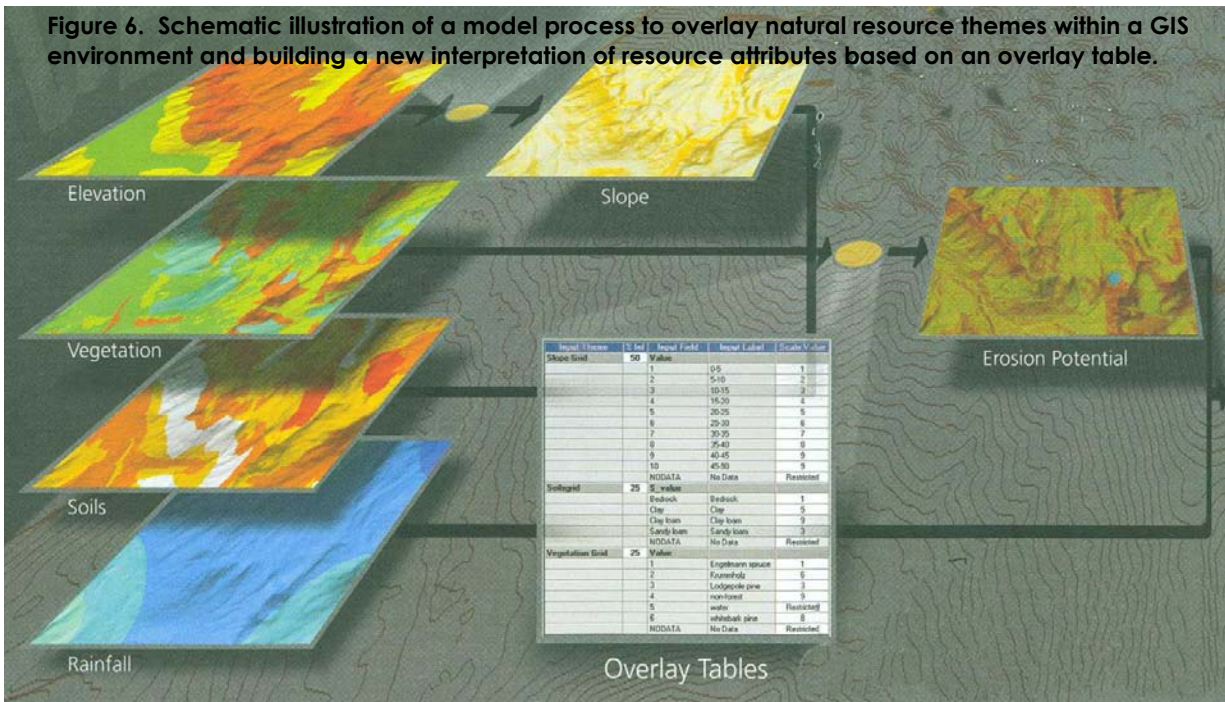 Figure 6. Schematic illustration of a model process to overlay natural resource themes within a GIS
environment and building a new interpretation of resource attributes based on an overlay table.
Elevation
Slope
Vegetation
Erosion Potential
Soils
Rainfall
Input Theme % Inf Input Field Input Label Scale Value
Slope Grid 50 Value
1 0-5 1
2 5-10 2
3 10-15 3
4 15-20 4
5 20-25 5
6 25-30 6
7 30-35 7
8 35-40 8
9 40-45 9
10 45-90 9
NODATA No Data Restricted
Soilsgrid 25 S_value
Bedrock Bedrock 1
Clay Clay 5
Clay loam Clay loam 9
Sandy loam Sandy loam 3
NODATA No Data Restricted
Vegetation Grid 25 Value
1 Engelmann spruce 1
2 Krummholz 6
3 Lodgepole pine 3
4 non-forest 9
5 water Restricted
6 whitebark pine 8
NODATA No Data Restricted
Overlay Tables